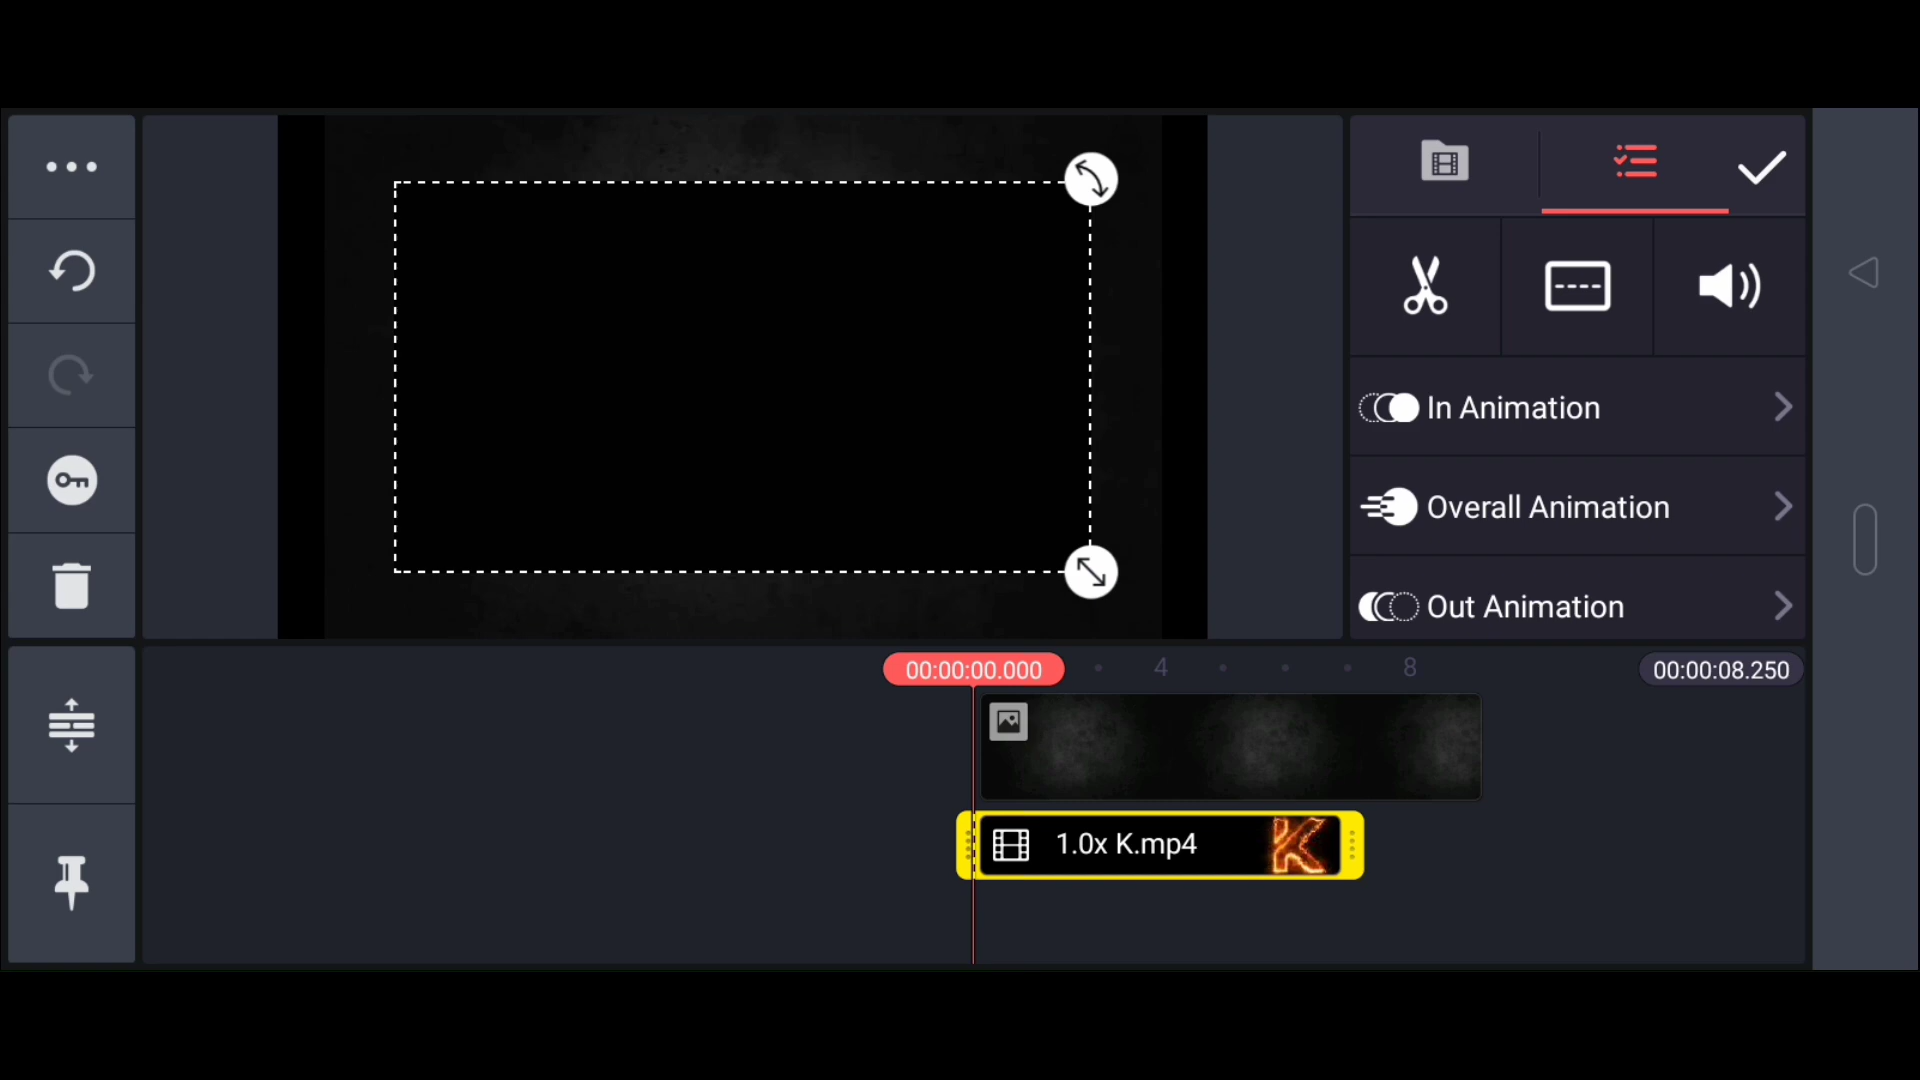 In Animation
Overall Animation
Out Animation
00:00:00.000
4
8
00:00:08.250
1.0x K.mp4
K